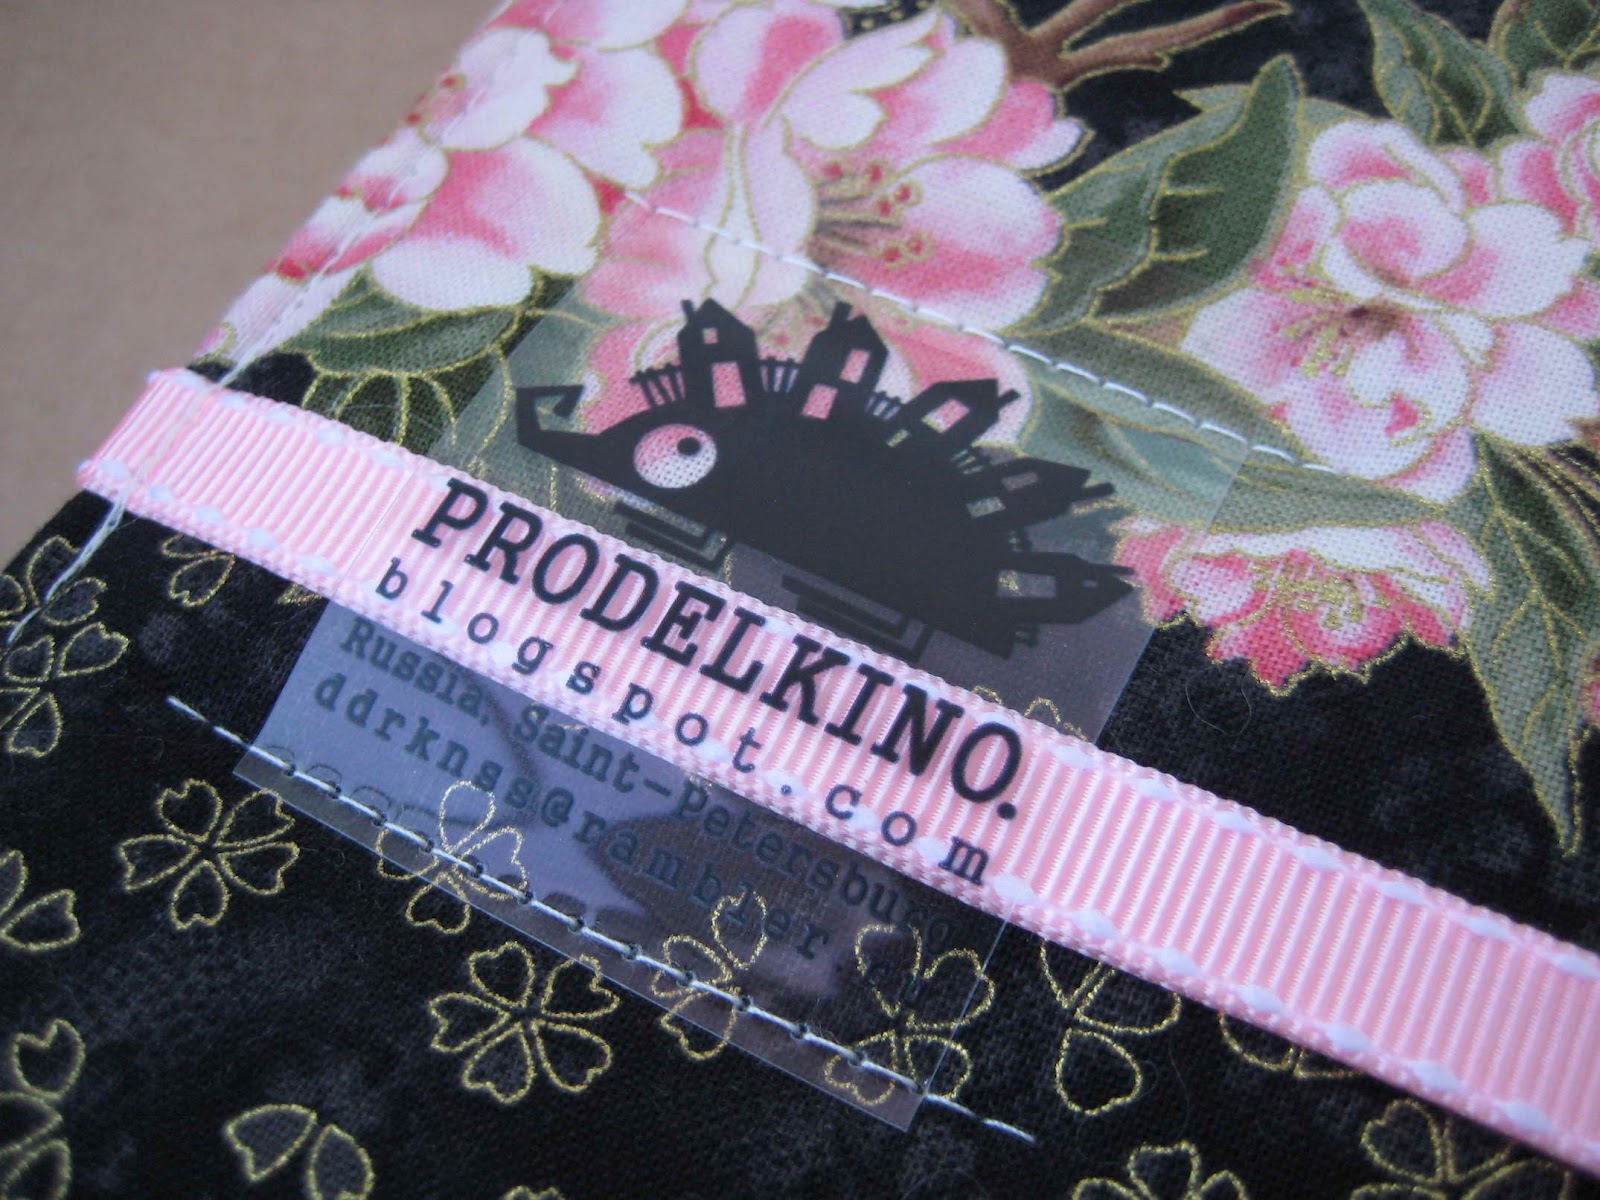 PRODELKINO.
blogspot.com
Russia, Saint-Petersburg
ddrknss@rambler.ru